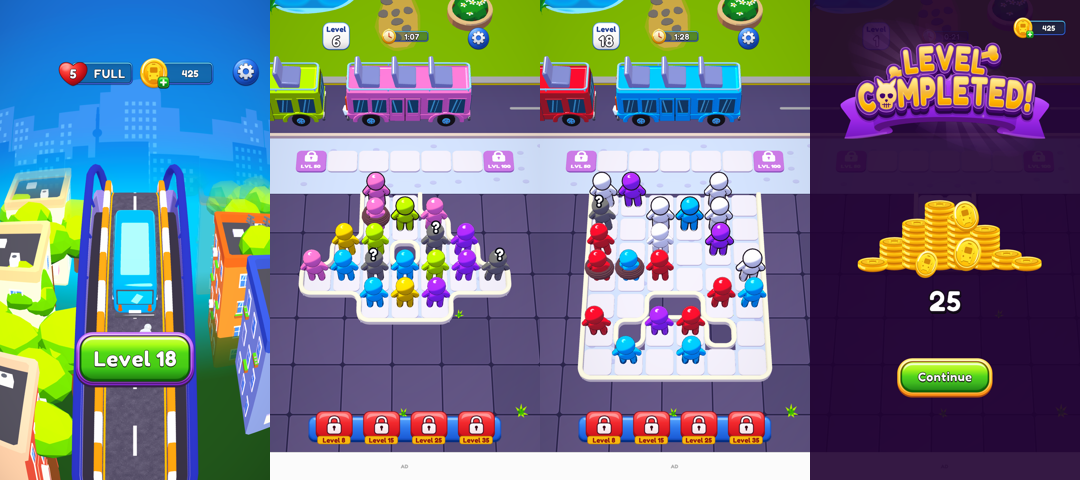 5 FULL
425
Level 18
Level
6
1:07
LVL 50
LVL 100
?
?
?
Level 8
Level 15
Level 25
Level 35
AD
Level
18
1:28
LVL 50
LVL 100
?
Level 8
Level 15
Level 25
Level 35
AD
425
LEVEL
COMPLETED!
25
Continue